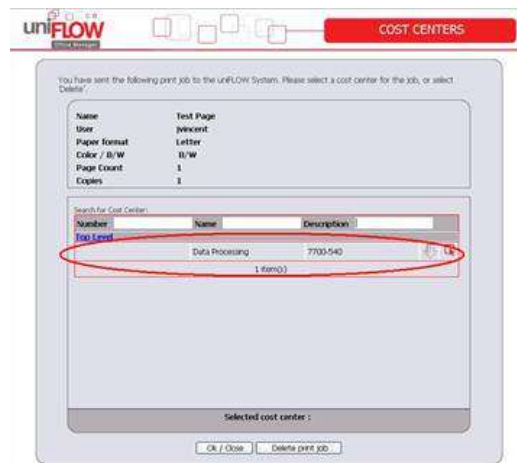 uniFLOW
Office Manager
COST CENTERS
You have sent the following print job to the uniFLOW System. Please select a cost center for the job, or select
'Delete'.
Name Test Page
User jvincent
Paper format Letter
Color / B/W B/W
Page Count 1
Copies 1
Search for Cost Center:
Number Name Description
Top Level
Data Processing 7700-540
1 item(s)
Selected cost center :
Ok / Close Delete print job